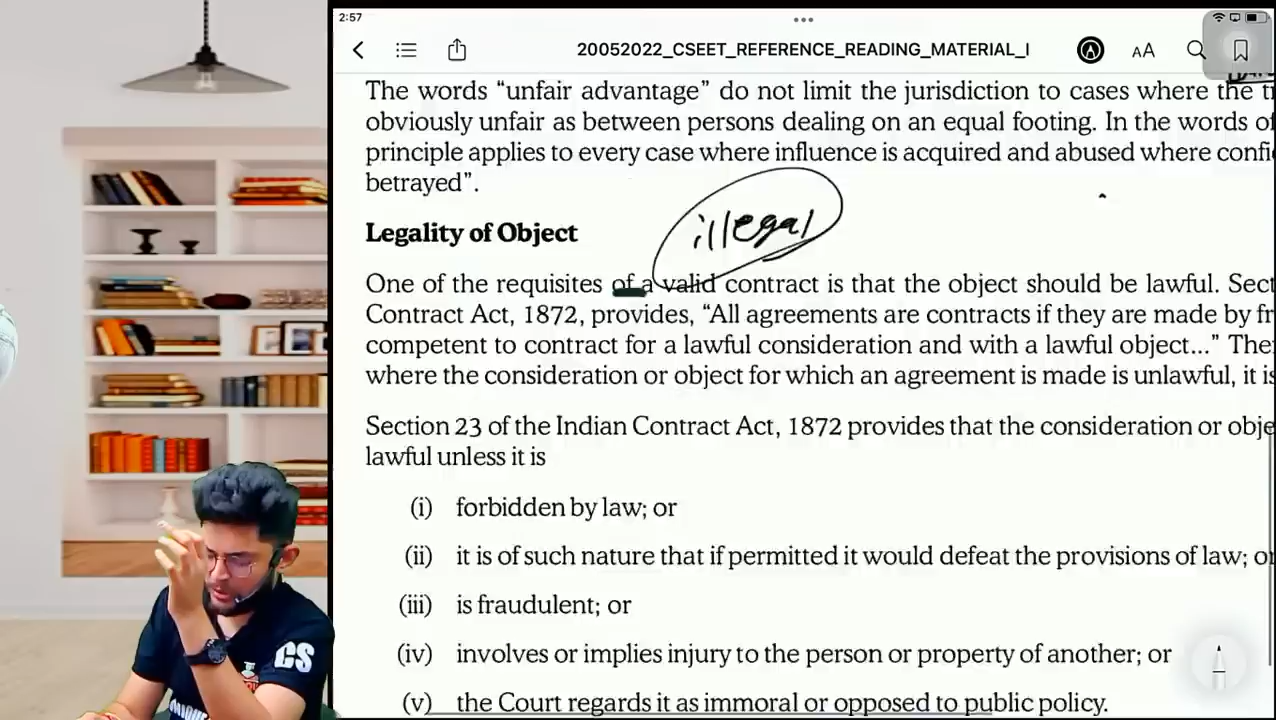 2:57
20052022_CSEET_REFERENCE_READING_MATERIAL_I
AA
The words “unfair advantage” do not limit the jurisdiction to cases where the
obviously unfair as between persons dealing on an equal footing. In the words of
principle applies to every case where influence is acquired and abused where
betrayed”.
illegal
Legality of Object
One of the requisites of a valid contract is that the object should be lawful.
Contract Act, 1872, provides, “All agreements are contracts if they are made by
competent to contract for a lawful consideration and with a lawful object...”
where the consideration or object for which an agreement is made is unlawful, it is
Section 23 of the Indian Contract Act, 1872 provides that the consideration or
lawful unless it is
(i) forbidden by law; or
(ii) it is of such nature that if permitted it would defeat the provisions of law;
(iii) is fraudulent; or
(iv) involves or implies injury to the person or property of another; or
(v) the Court regards it as immoral or opposed to public policy.
CS